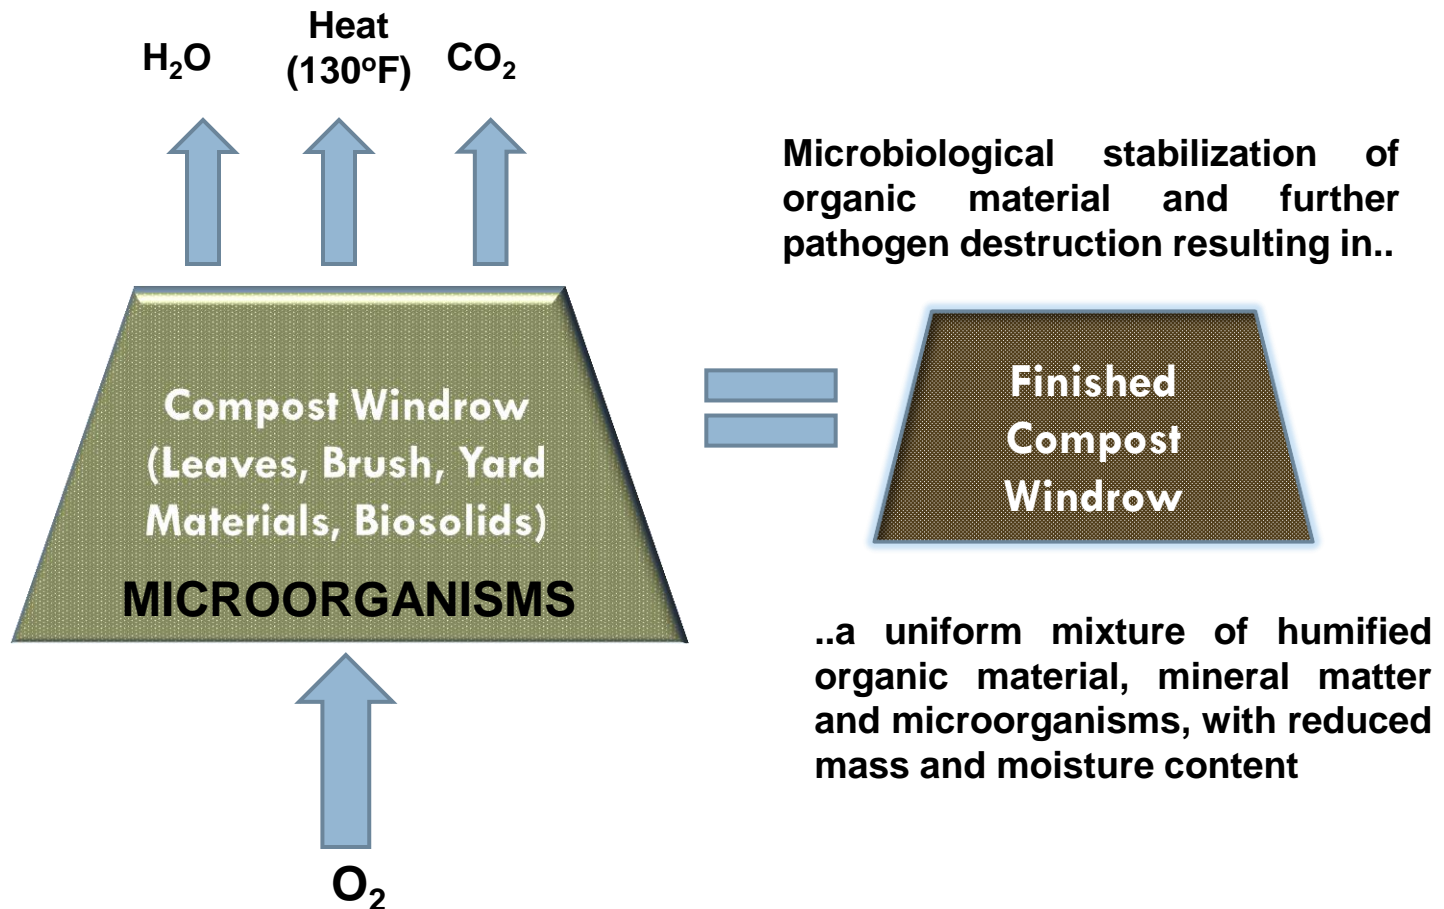 H₂O
Heat
(130°F)
CO₂
Microbiological stabilization of
organic material and further
pathogen destruction resulting in..
Compost Windrow
(Leaves, Brush, Yard
Materials, Biosolids)
MICROORGANISMS
Finished
Compost
Windrow
..a uniform mixture of humified
organic material, mineral matter
and microorganisms, with reduced
mass and moisture content
O₂